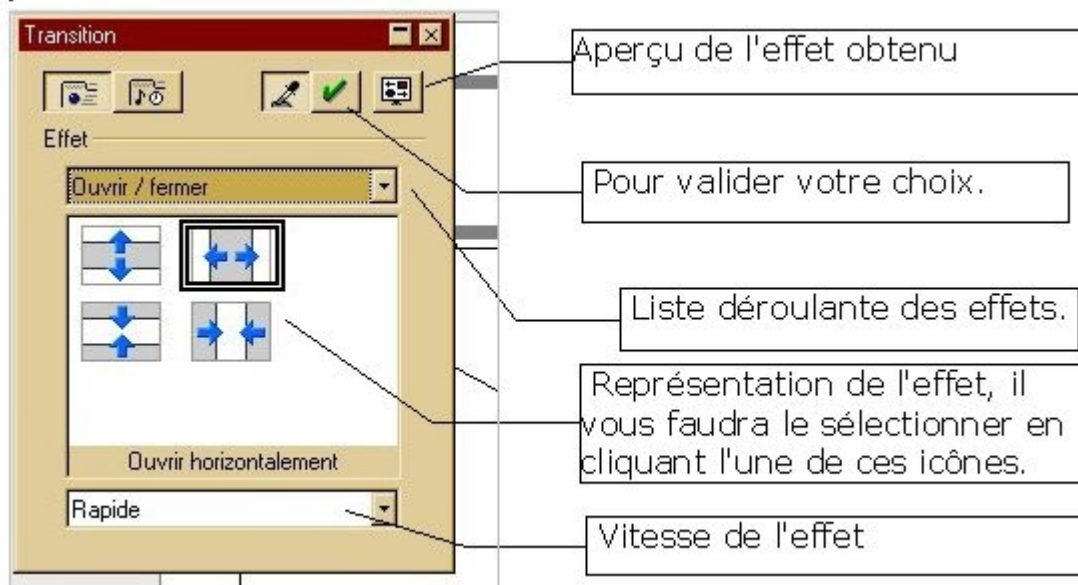 Transition
Effet
Ouvrir / fermer
Ouvrir horizontalement
Rapide
Aperçu de l'effet obtenu
Pour valider votre choix.
Liste déroulante des effets.
Représentation de l'effet, il
vous faudra le sélectionner en
cliquant l'une de ces icônes.
Vitesse de l'effet